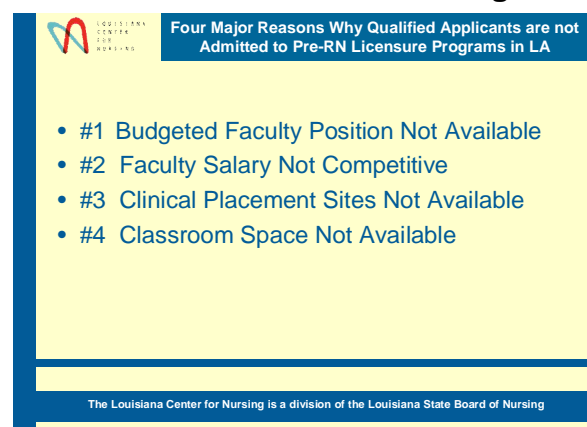 LOUISIANA
CENTER
FOR
NURSING
Four Major Reasons Why Qualified Applicants are not
Admitted to Pre-RN Licensure Programs in LA
• #1 Budgeted Faculty Position Not Available
• #2 Faculty Salary Not Competitive
• #3 Clinical Placement Sites Not Available
• #4 Classroom Space Not Available
The Louisiana Center for Nursing is a division of the Louisiana State Board of Nursing